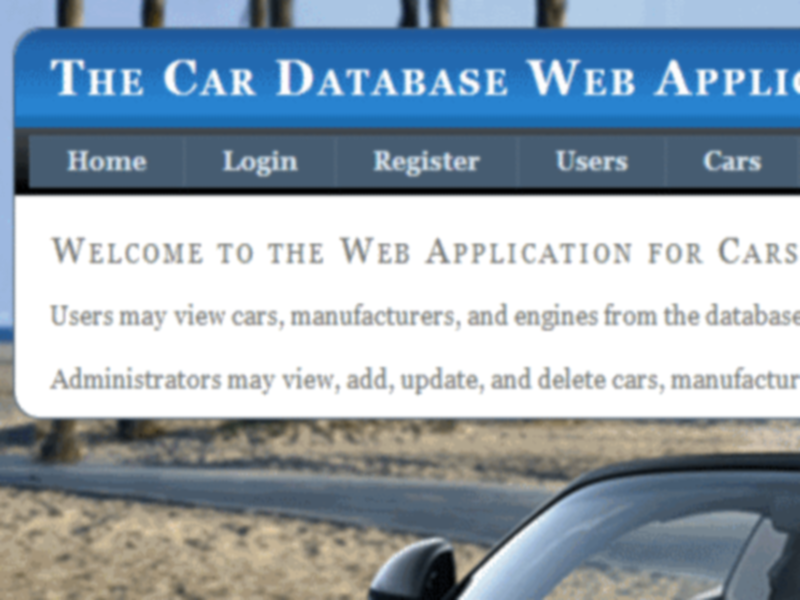 The Car Database Web Applic
Home Login Register Users Cars
Welcome to the Web Application for Cars
Users may view cars, manufacturers, and engines from the database
Administrators may view, add, update, and delete cars, manufactur